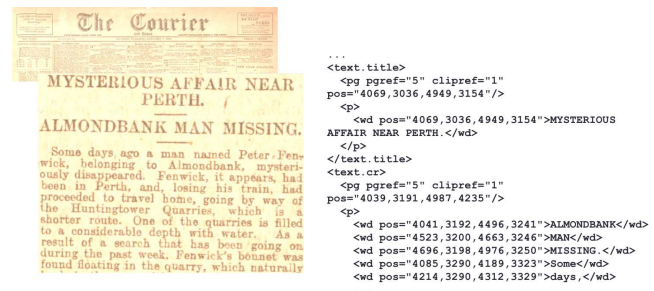 The Courier
MYSTERIOUS AFFAIR NEAR
PERTH.
ALMONDBANK MAN MISSING.
Some days ago a man named Peter Fen-
wick, belonging to Almondbank, mysteri-
ously disappeared. Fenwick, it appears, had
been in Perth, and, losing his train, had
proceeded to travel home, going by way of
the Huntingtower Quarries, which is a
shorter route. One of the quarries is filled
to a considerable depth with water. As a
result of a search that has been going on
during the past week, Fenwick's bonnet was
found floating in the quarry, which naturally
...
<text.title>
<pg pgref="5" clipref="1"
pos="4069,3036,4949,3154"/>
<p>
<wd pos="4069,3036,4949,3154">MYSTERIOUS
AFFAIR NEAR PERTH.</wd>
</p>
</text.title>
<text.cr>
<pg pgref="5" clipref="1"
pos="4039,3191,4987,4235"/>
<p>
<wd pos="4041,3192,4496,3241">ALMONDBANK</wd>
<wd pos="4523,3200,4663,3246">MAN</wd>
<wd pos="4696,3198,4976,3250">MISSING.</wd>
<wd pos="4085,3290,4189,3323">Some</wd>
<wd pos="4214,3290,4312,3329">days,</wd>